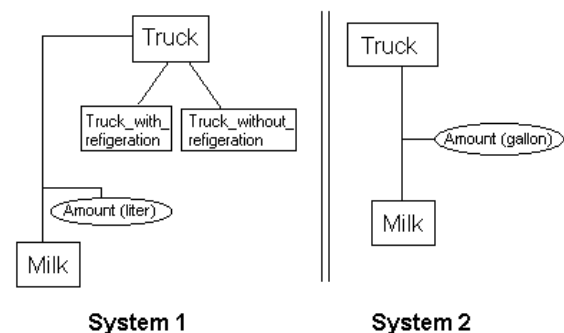 Truck
Truck_with_
refigeration
Truck_without_
refigeration
Amount (liter)
Milk
System 1
Truck
Amount (gallon)
Milk
System 2